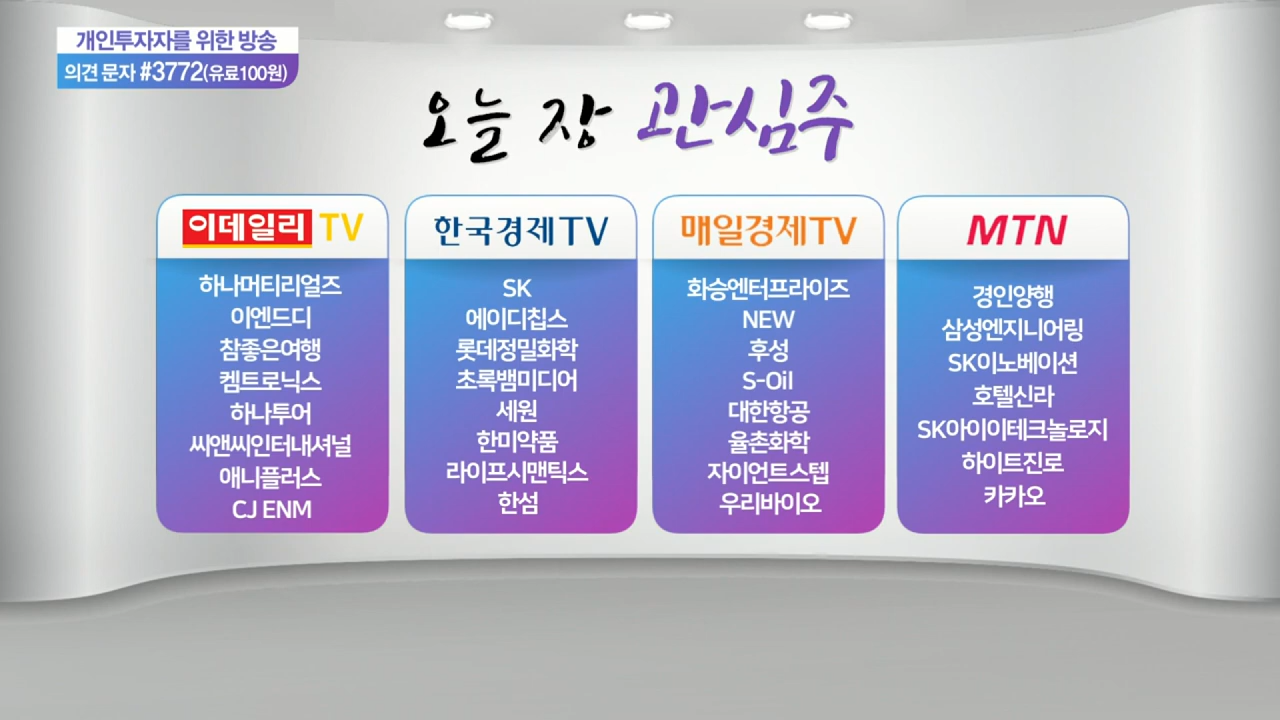 개인투자자를 위한 방송
의견 문자 #3772(유료100원)
오늘 장 관심주
이데일리 TV
하나머티리얼즈
이엔드디
참좋은여행
켐트로닉스
하나투어
씨앤씨인터내셔널
애니플러스
CJ ENM
한국경제TV
SK
에이디칩스
롯데정밀화학
초록뱀미디어
세원
한미약품
라이프시맨틱스
한섬
매일경제TV
화승엔터프라이즈
NEW
후성
S-Oil
대한항공
율촌화학
자이언트스텝
우리바이오
MTN
경인양행
삼성엔지니어링
SK이노베이션
호텔신라
SK아이이테크놀로지
하이트진로
카카오